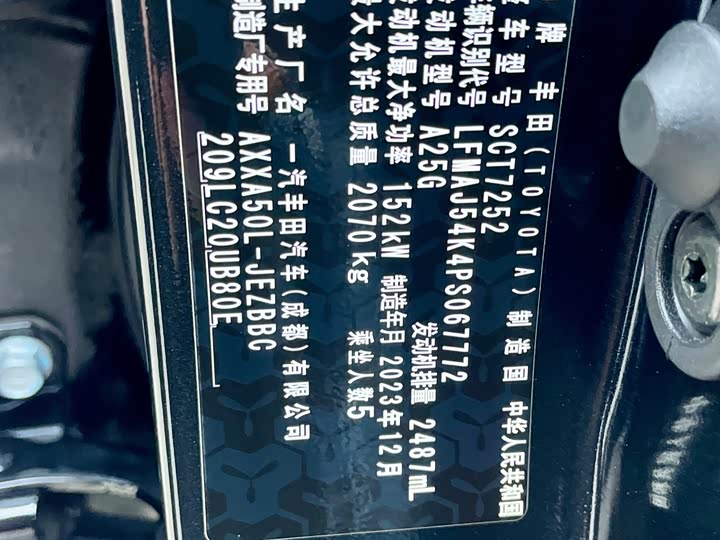 牌 丰田(TOYOTA) 制造国 中华人民共和国
车型号 SCT7252
辆识别代号 LFMAJ54K4PS067772
发动机型号 A25G 发动机排量 2487mL
发动机最大净功率 152kW 制造年月 2023年12月
最大允许总质量 2070kg 乘坐人数5
生产厂名 一汽丰田汽车(成都)有限公司
制造厂专用号 AXXA50L-JEZBBC
209LC20UB80E